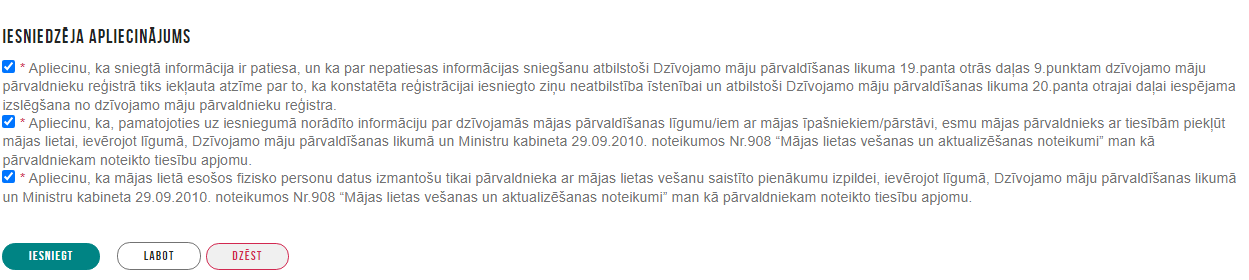 IESNIEDZĒJA APLIECINĀJUMS
* Apliecinu, ka sniegtā informācija ir patiesa, un ka par nepatiesas informācijas sniegšanu atbilstoši Dzīvojamo māju pārvaldīšanas likuma 19.panta otrās daļas 9.punktam dzīvojamo māju
pārvaldnieku reģistrā tiks iekļauta atzīme par to, ka konstatēta reģistrācijai iesniegto ziņu neatbilstība īstenībai un atbilstoši Dzīvojamo māju pārvaldīšanas likuma 20.panta otrajai daļai iespējama
izslēgšana no dzīvojamo māju pārvaldnieku reģistra.
* Apliecinu, ka, pamatojoties uz iesniegumā norādīto informāciju par dzīvojamās mājas pārvaldīšanas līgumu/iem ar mājas īpašniekiem/pārstāvi, esmu mājas pārvaldnieks ar tiesībām piekļūt
mājas lietai, ievērojot līgumā, Dzīvojamo māju pārvaldīšanas likumā un Ministru kabineta 29.09.2010. noteikumos Nr.908 “Mājas lietas vešanas un aktualizēšanas noteikumi” man kā
pārvaldniekam noteikto tiesību apjomu.
* Apliecinu, ka mājas lietā esošos fizisko personu datus izmantošu tikai pārvaldnieka ar mājas lietas vešanu saistīto pienākumu izpildei, ievērojot līgumā, Dzīvojamo māju pārvaldīšanas likumā
un Ministru kabineta 29.09.2010. noteikumos Nr.908 “Mājas lietas vešanas un aktualizēšanas noteikumi” man kā pārvaldniekam noteikto tiesību apjomu.
IESNIEGT LABOT DZĒST